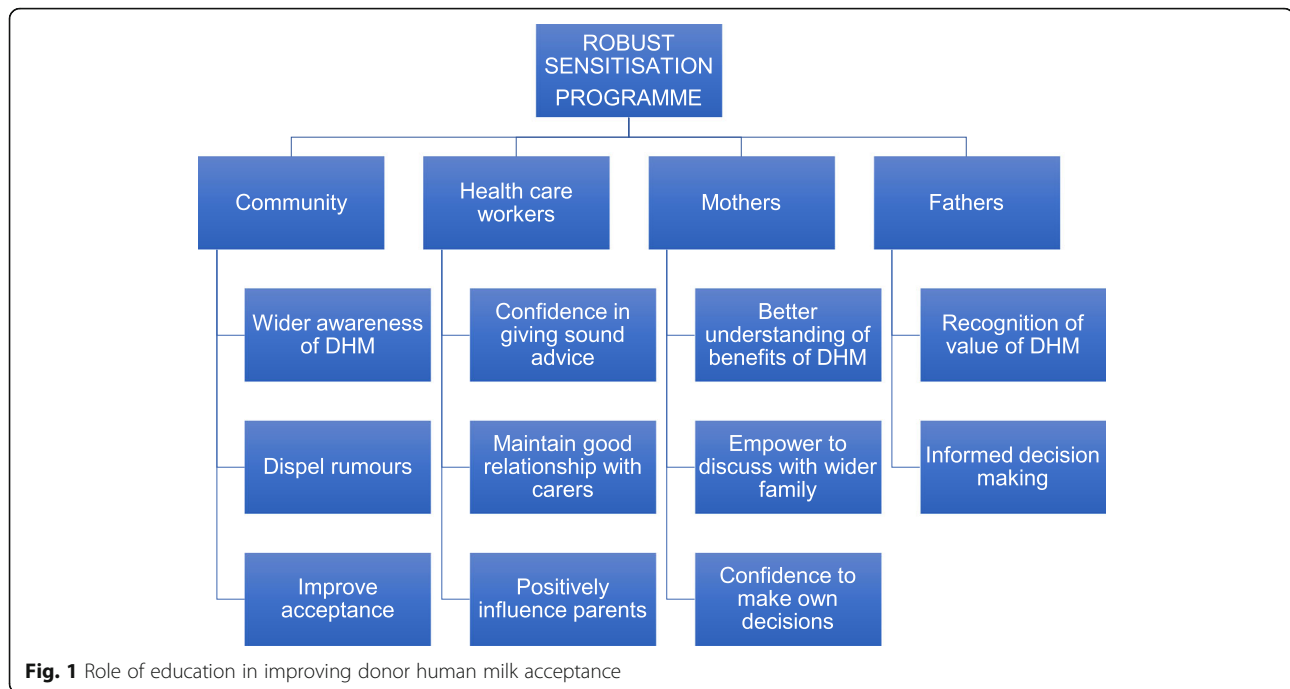 ROBUST
SENSITISATION
PROGRAMME
Community
Health care
workers
Mothers
Fathers
Wider awareness
of DHM
Confidence in
giving sound
advice
Better
understanding of
benefits of DHM
Recognition of
value of DHM
Dispel rumours
Maintain good
relationship with
carers
Empower to
discuss with wider
family
Informed decision
making
Improve
acceptance
Positively
influence parents
Confidence to
make own
decisions
Fig. 1 Role of education in improving donor human milk acceptance